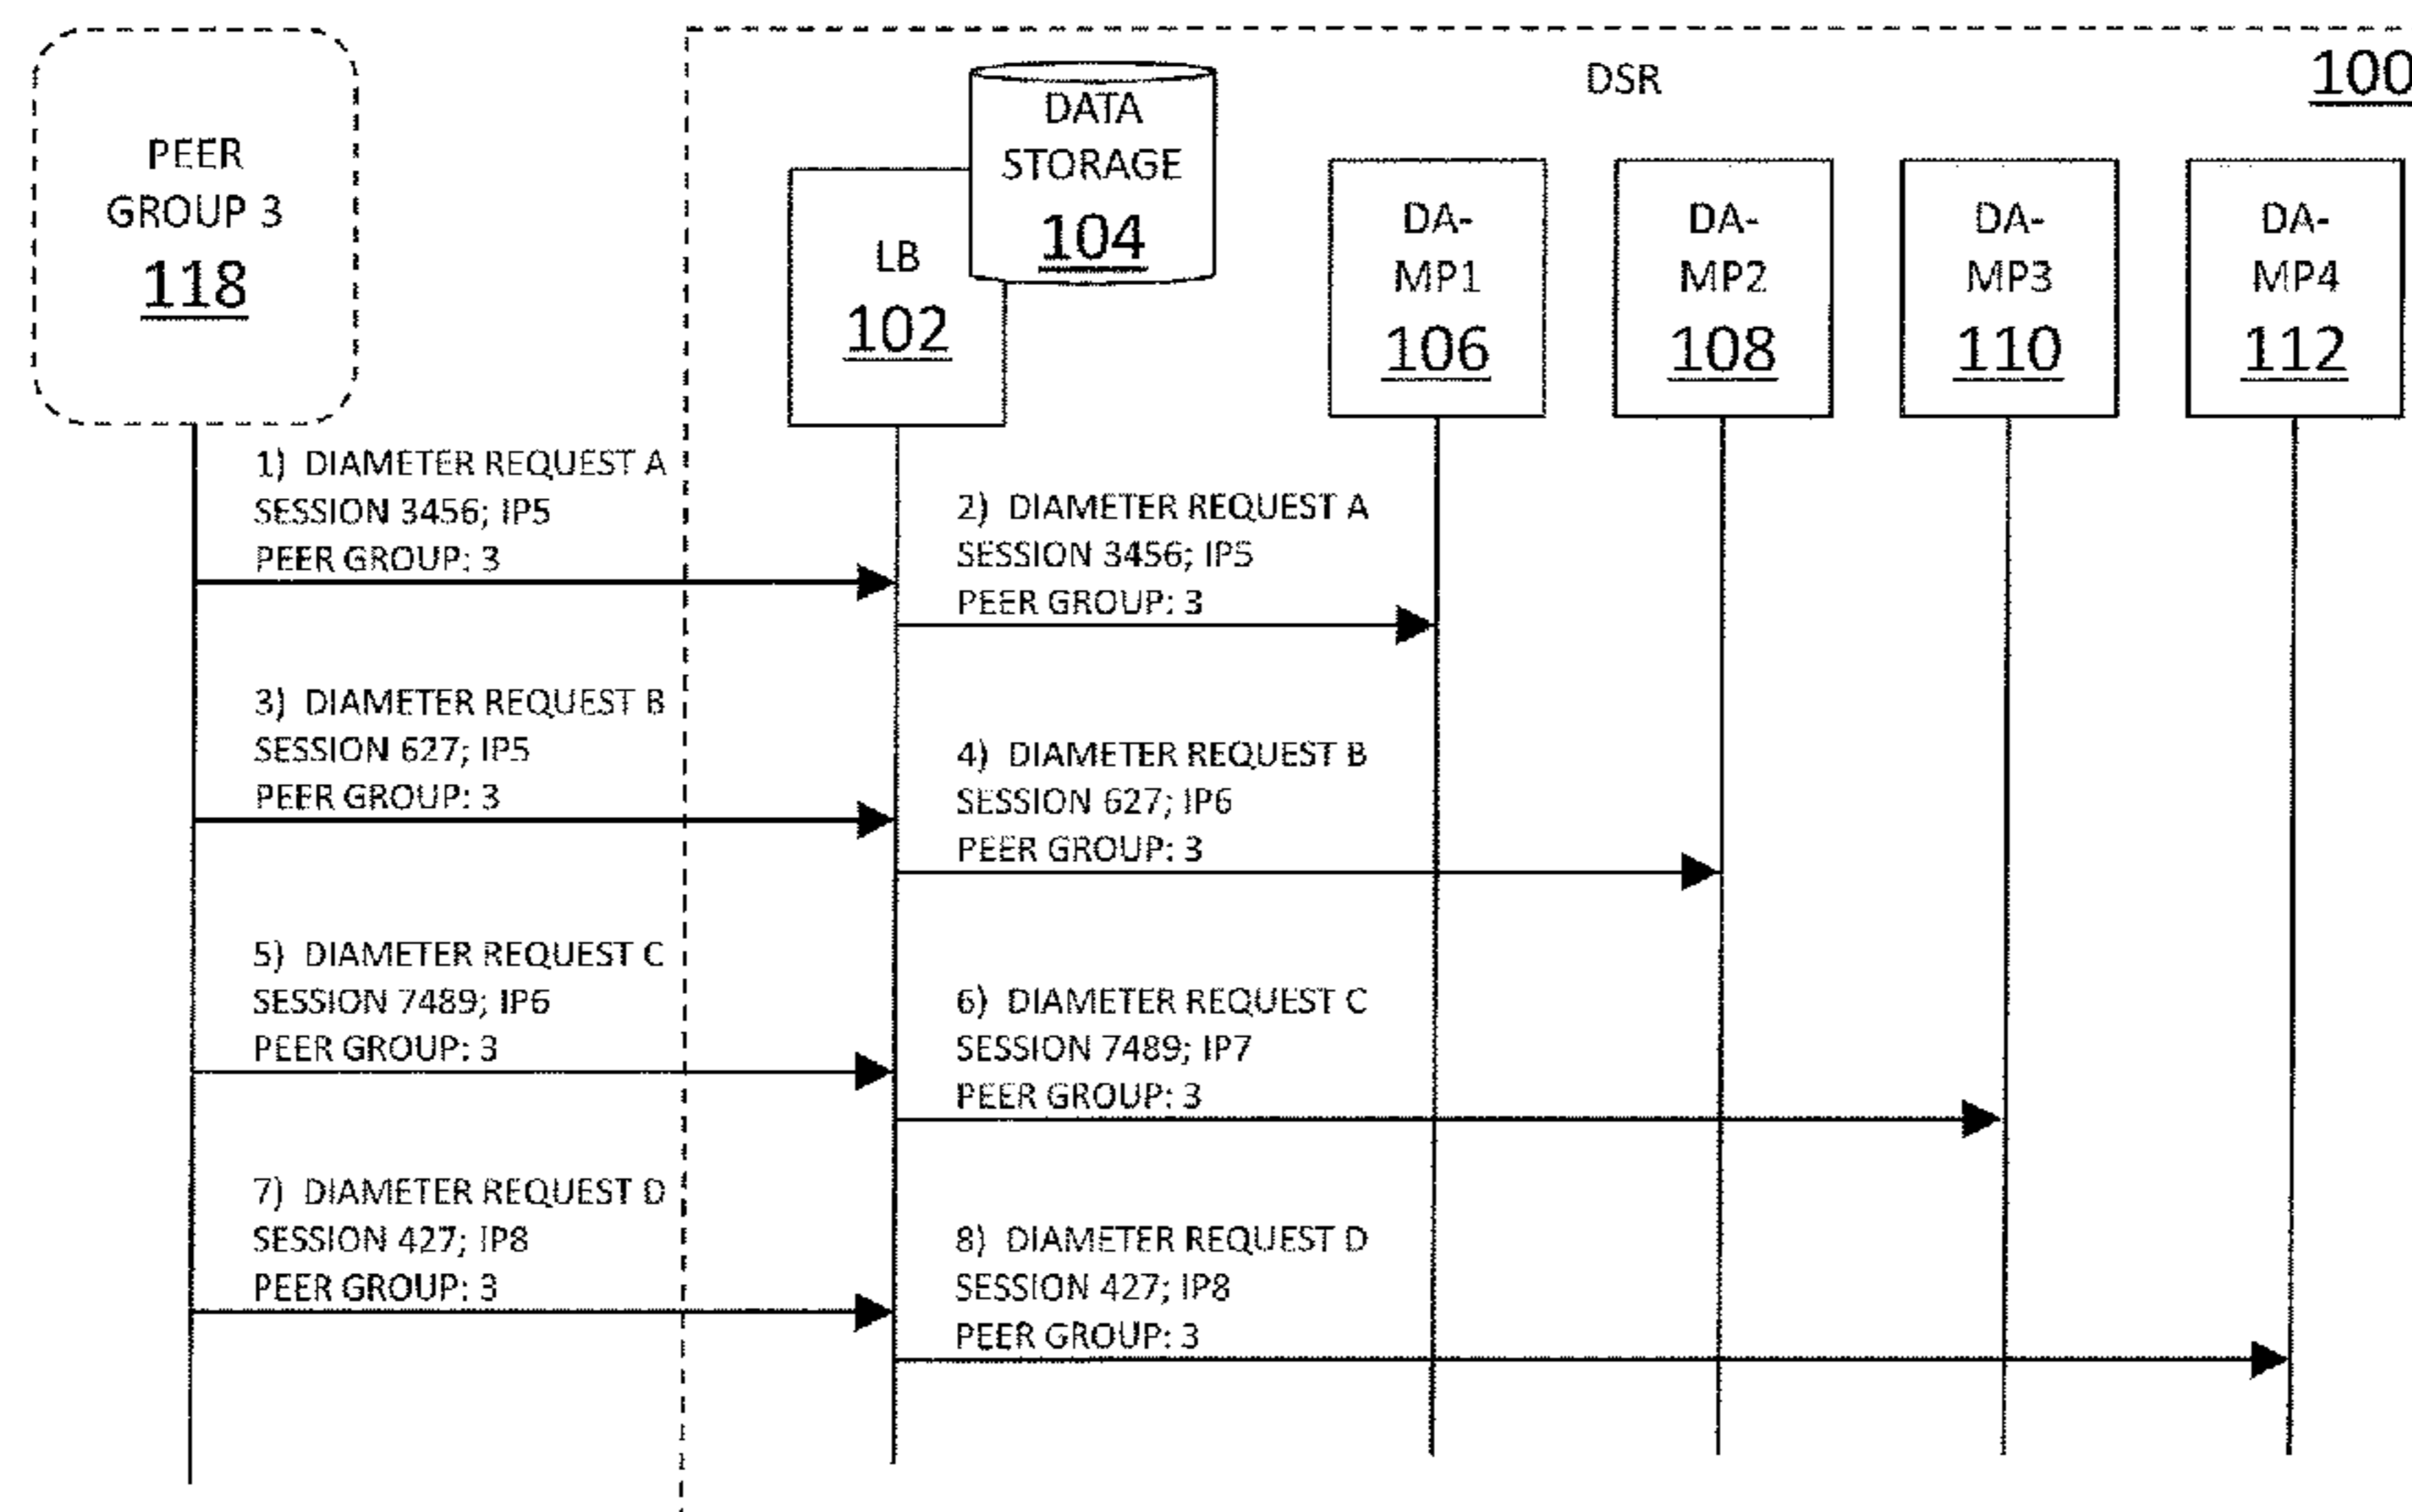 PEER
GROUP 3
118
DSR
100
DATA
STORAGE
104
LB
102
DA-
MP1
106
DA-
MP2
108
DA-
MP3
110
DA-
MP4
112
1) DIAMETER REQUEST A
SESSION 3456; IP5
PEER GROUP: 3
2) DIAMETER REQUEST A
SESSION 3456; IP5
PEER GROUP: 3
3) DIAMETER REQUEST B
SESSION 627; IP5
PEER GROUP: 3
4) DIAMETER REQUEST B
SESSION 627; IP6
PEER GROUP: 3
5) DIAMETER REQUEST C
SESSION 7489; IP6
PEER GROUP: 3
6) DIAMETER REQUEST C
SESSION 7489; IP7
PEER GROUP: 3
7) DIAMETER REQUEST D
SESSION 427; IP8
PEER GROUP: 3
8) DIAMETER REQUEST D
SESSION 427; IP8
PEER GROUP: 3